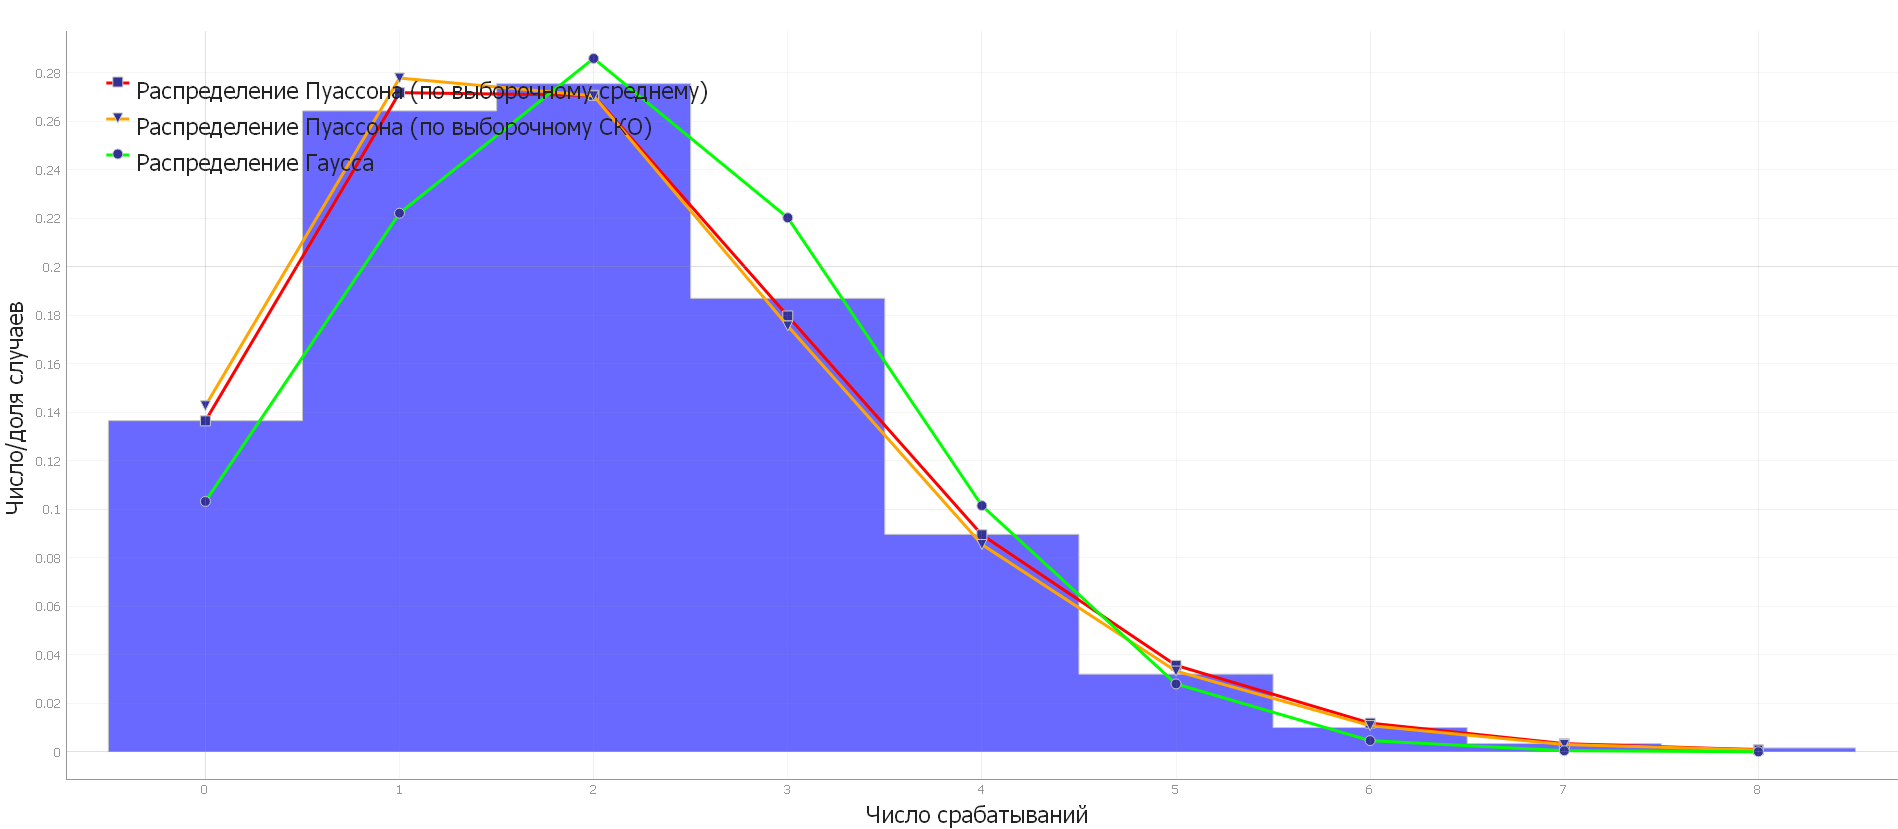 Распределение Пуассона (по выборочному среднему)
Распределение Пуассона (по выборочному СКО)
Распределение Гаусса
Число/доля случаев
0.28
0.26
0.24
0.22
0.2
0.18
0.16
0.14
0.12
0.1
0.08
0.06
0.04
0.02
0
0 1 2 3 4 5 6 7 8
Число срабатываний